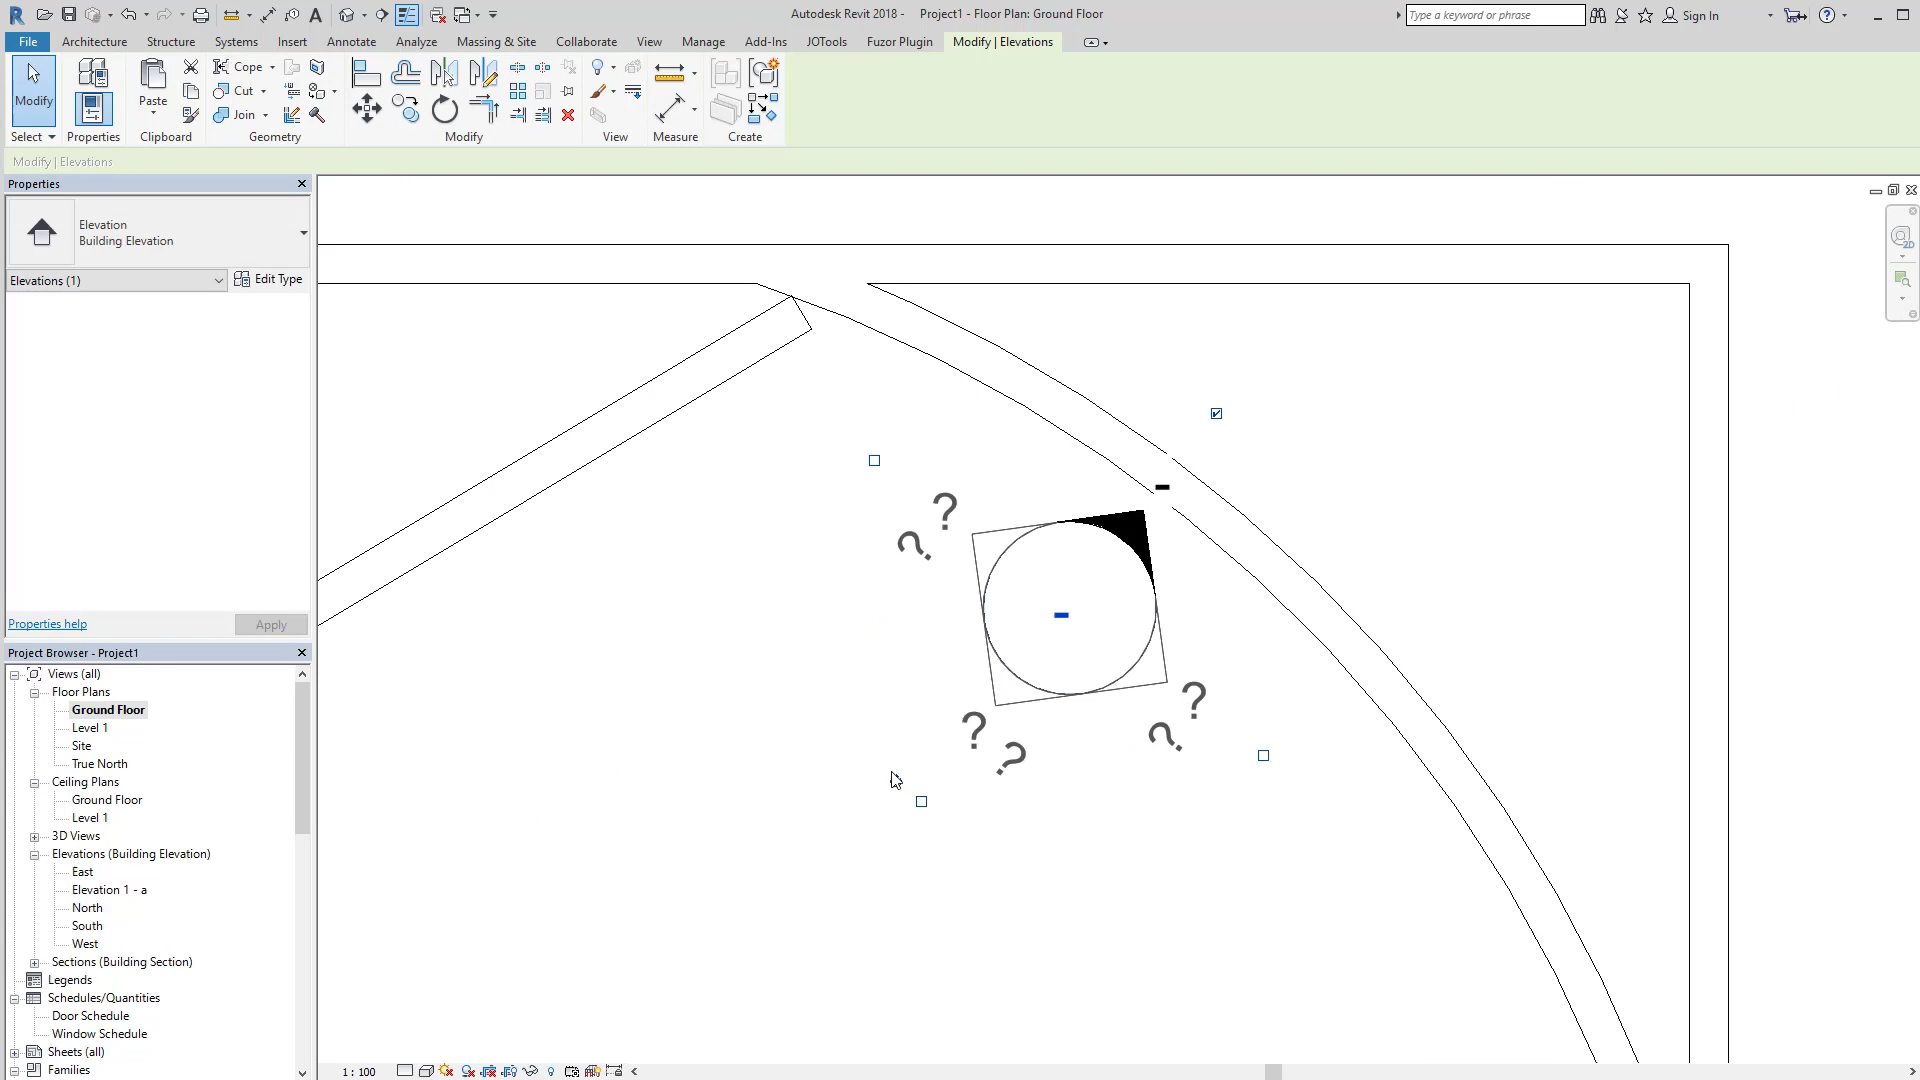 Autodesk Revit 2018 - Project1 - Floor Plan: Ground Floor
Type a keyword or phrase
Sign In
File Architecture Structure Systems Insert Annotate Analyze Massing & Site Collaborate View Manage Add-Ins JOTools Fuzor Plugin Modify | Elevations
Modify Paste Cope
Cut
Join
Select Properties Clipboard Geometry Modify View Measure Create
Modify | Elevations
Properties
Elevation
Building Elevation
Elevations (1) Edit Type
Properties help Apply
Project Browser - Project1
Views (all)
Floor Plans
Ground Floor
Level 1
Site
True North
Ceiling Plans
Ground Floor
Level 1
3D Views
Elevations (Building Elevation)
East
Elevation 1 - a
North
South
West
Sections (Building Section)
Legends
Schedules/Quantities
Door Schedule
Window Schedule
Sheets (all)
Families
2D
? ?
? ?
? ?
1 : 100